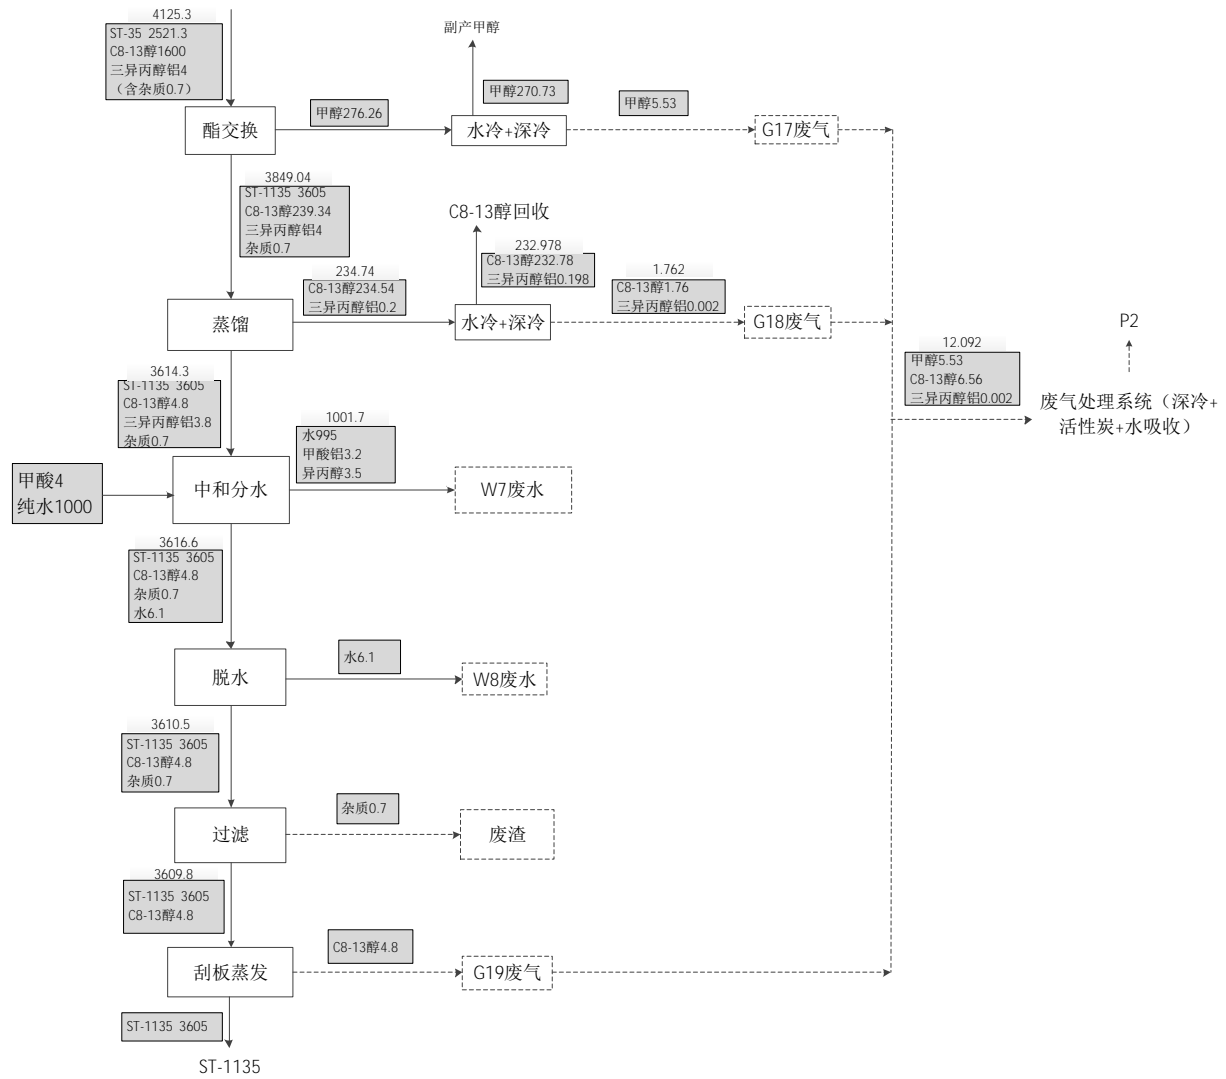 4125.3
ST-35 2521.3
C8-13醇1600
三异丙醇铝4
（含杂质0.7）
酯交换
甲醇276.26
水冷+深冷
副产甲醇
甲醇270.73
甲醇5.53
G17废气
3849.04
ST-1135 3605
C8-13醇239.34
三异丙醇铝4
杂质0.7
蒸馏
234.74
C8-13醇234.54
三异丙醇铝0.2
水冷+深冷
C8-13醇回收
232.978
C8-13醇232.78
三异丙醇铝0.198
1.762
C8-13醇1.76
三异丙醇铝0.002
G18废气
12.092
甲醇5.53
C8-13醇6.56
三异丙醇铝0.002
P2
废气处理系统（深冷+
活性炭+水吸收）
3614.3
ST-1135 3605
C8-13醇4.8
三异丙醇铝3.8
杂质0.7
甲酸4
纯水1000
中和分水
1001.7
水995
甲酸铝3.2
异丙醇3.5
W7废水
3616.6
ST-1135 3605
C8-13醇4.8
杂质0.7
水6.1
脱水
水6.1
W8废水
3610.5
ST-1135 3605
C8-13醇4.8
杂质0.7
过滤
杂质0.7
废渣
3609.8
ST-1135 3605
C8-13醇4.8
刮板蒸发
C8-13醇4.8
G19废气
ST-1135 3605
ST-1135